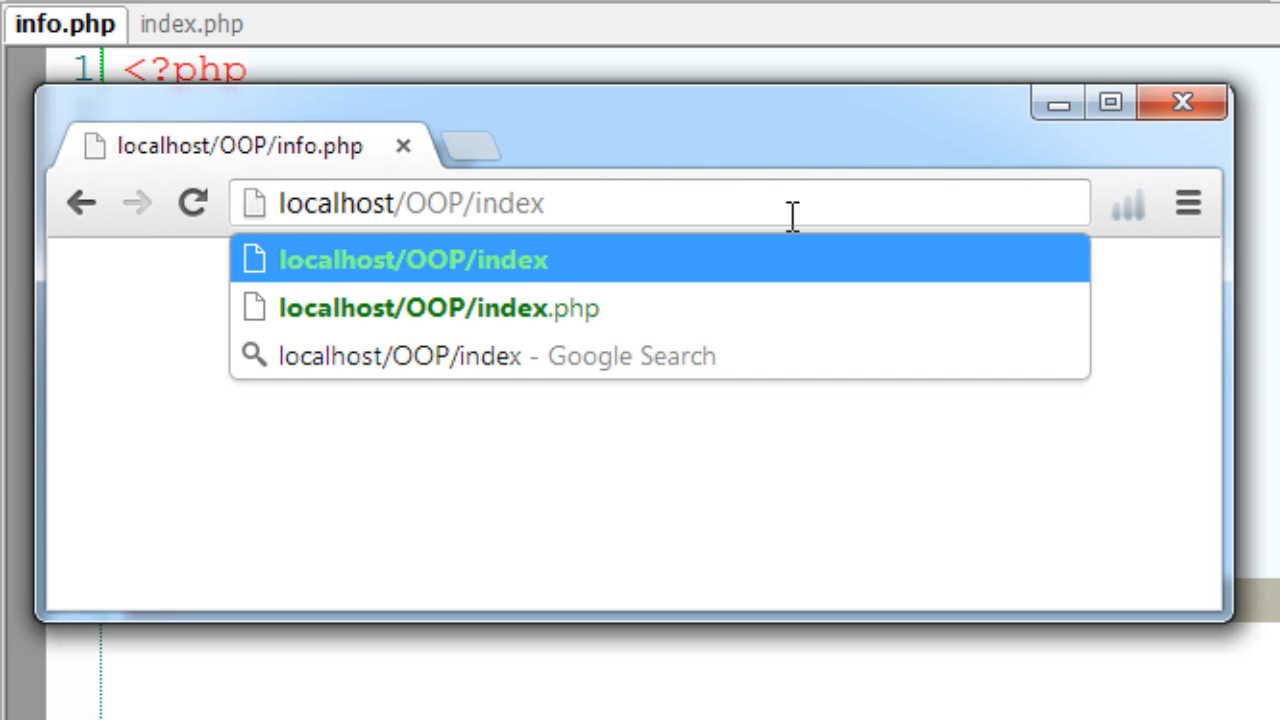 info.php index.php
1 <?php
localhost/OOP/info.php
localhost/OOP/index
localhost/OOP/index
localhost/OOP/index.php
localhost/OOP/index - Google Search